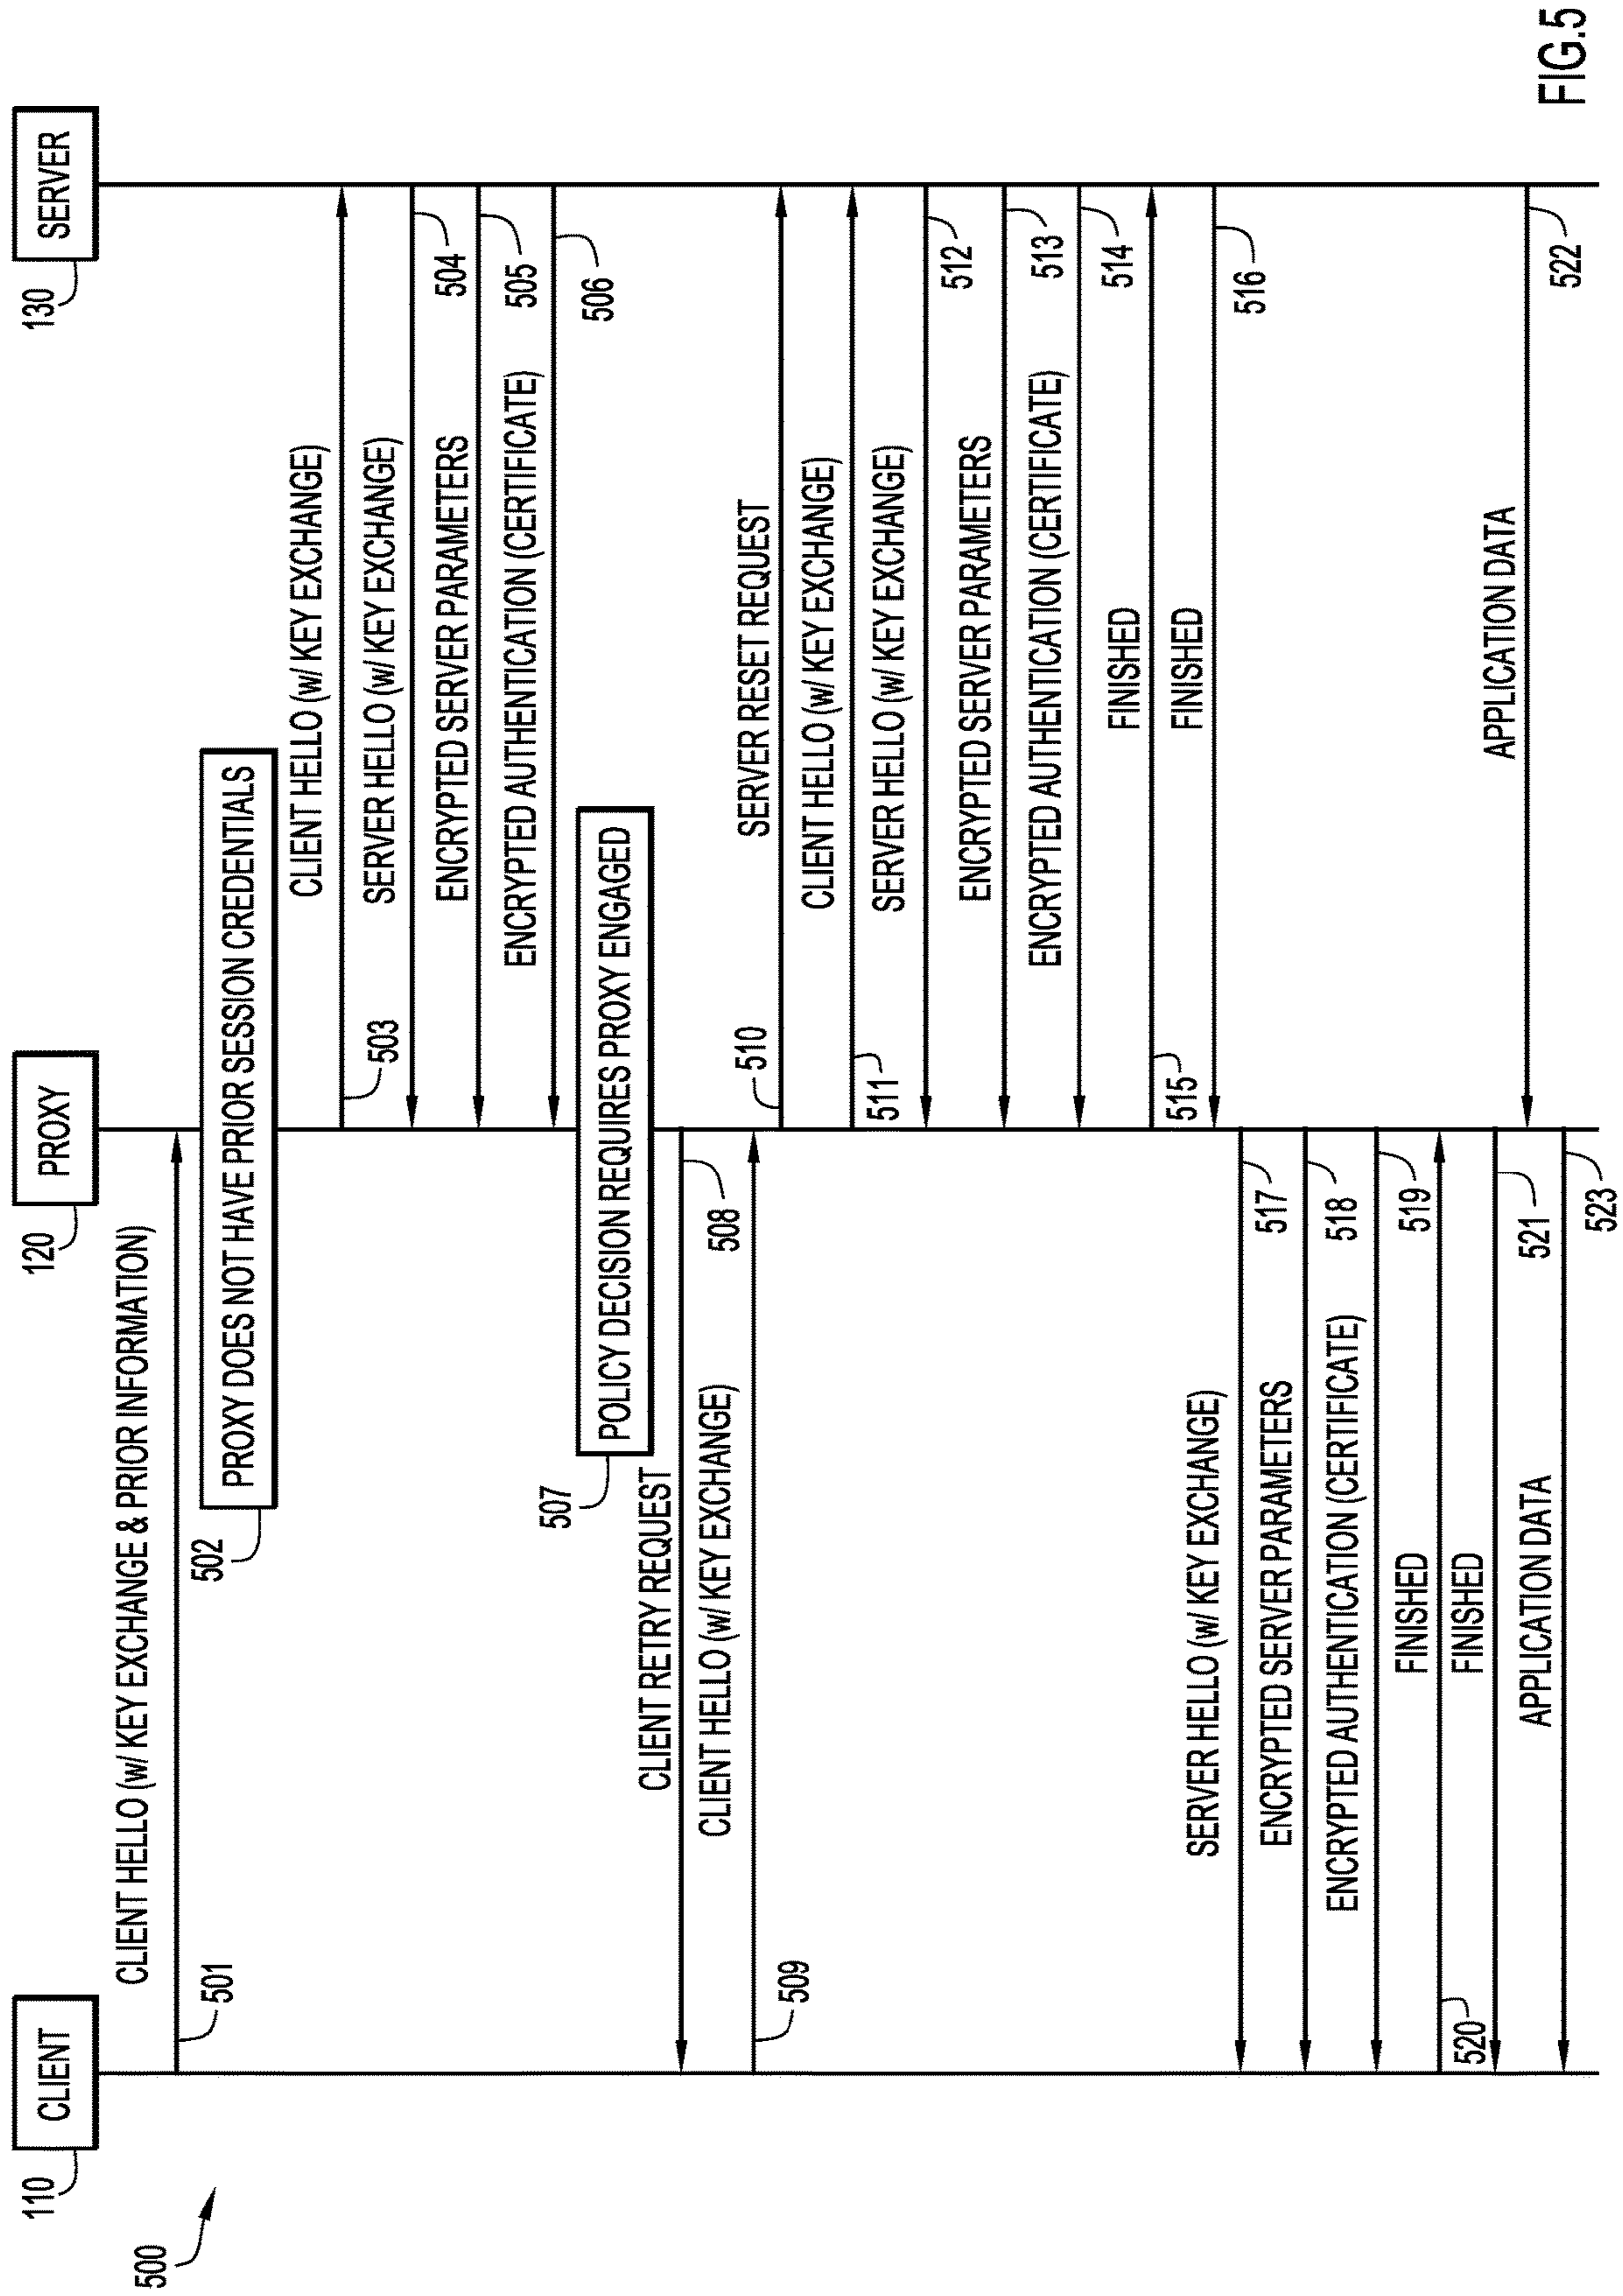 500
110
CLIENT
120
PROXY
130
SERVER
CLIENT HELLO (w/ KEY EXCHANGE & PRIOR INFORMATION)
501
PROXY DOES NOT HAVE PRIOR SESSION CREDENTIALS
502
CLIENT HELLO (w/ KEY EXCHANGE)
503
SERVER HELLO (w/ KEY EXCHANGE)
504
ENCRYPTED SERVER PARAMETERS
505
ENCRYPTED AUTHENTICATION (CERTIFICATE)
506
POLICY DECISION REQUIRES PROXY ENGAGED
507
CLIENT RETRY REQUEST
508
CLIENT HELLO (w/ KEY EXCHANGE)
509
SERVER RESET REQUEST
510
CLIENT HELLO (w/ KEY EXCHANGE)
511
SERVER HELLO (w/ KEY EXCHANGE)
512
ENCRYPTED SERVER PARAMETERS
513
ENCRYPTED AUTHENTICATION (CERTIFICATE)
514
FINISHED
515
FINISHED
516
SERVER HELLO (w/ KEY EXCHANGE)
517
ENCRYPTED SERVER PARAMETERS
518
ENCRYPTED AUTHENTICATION (CERTIFICATE)
519
FINISHED
520
FINISHED
521
APPLICATION DATA
522
APPLICATION DATA
523
FIG.5